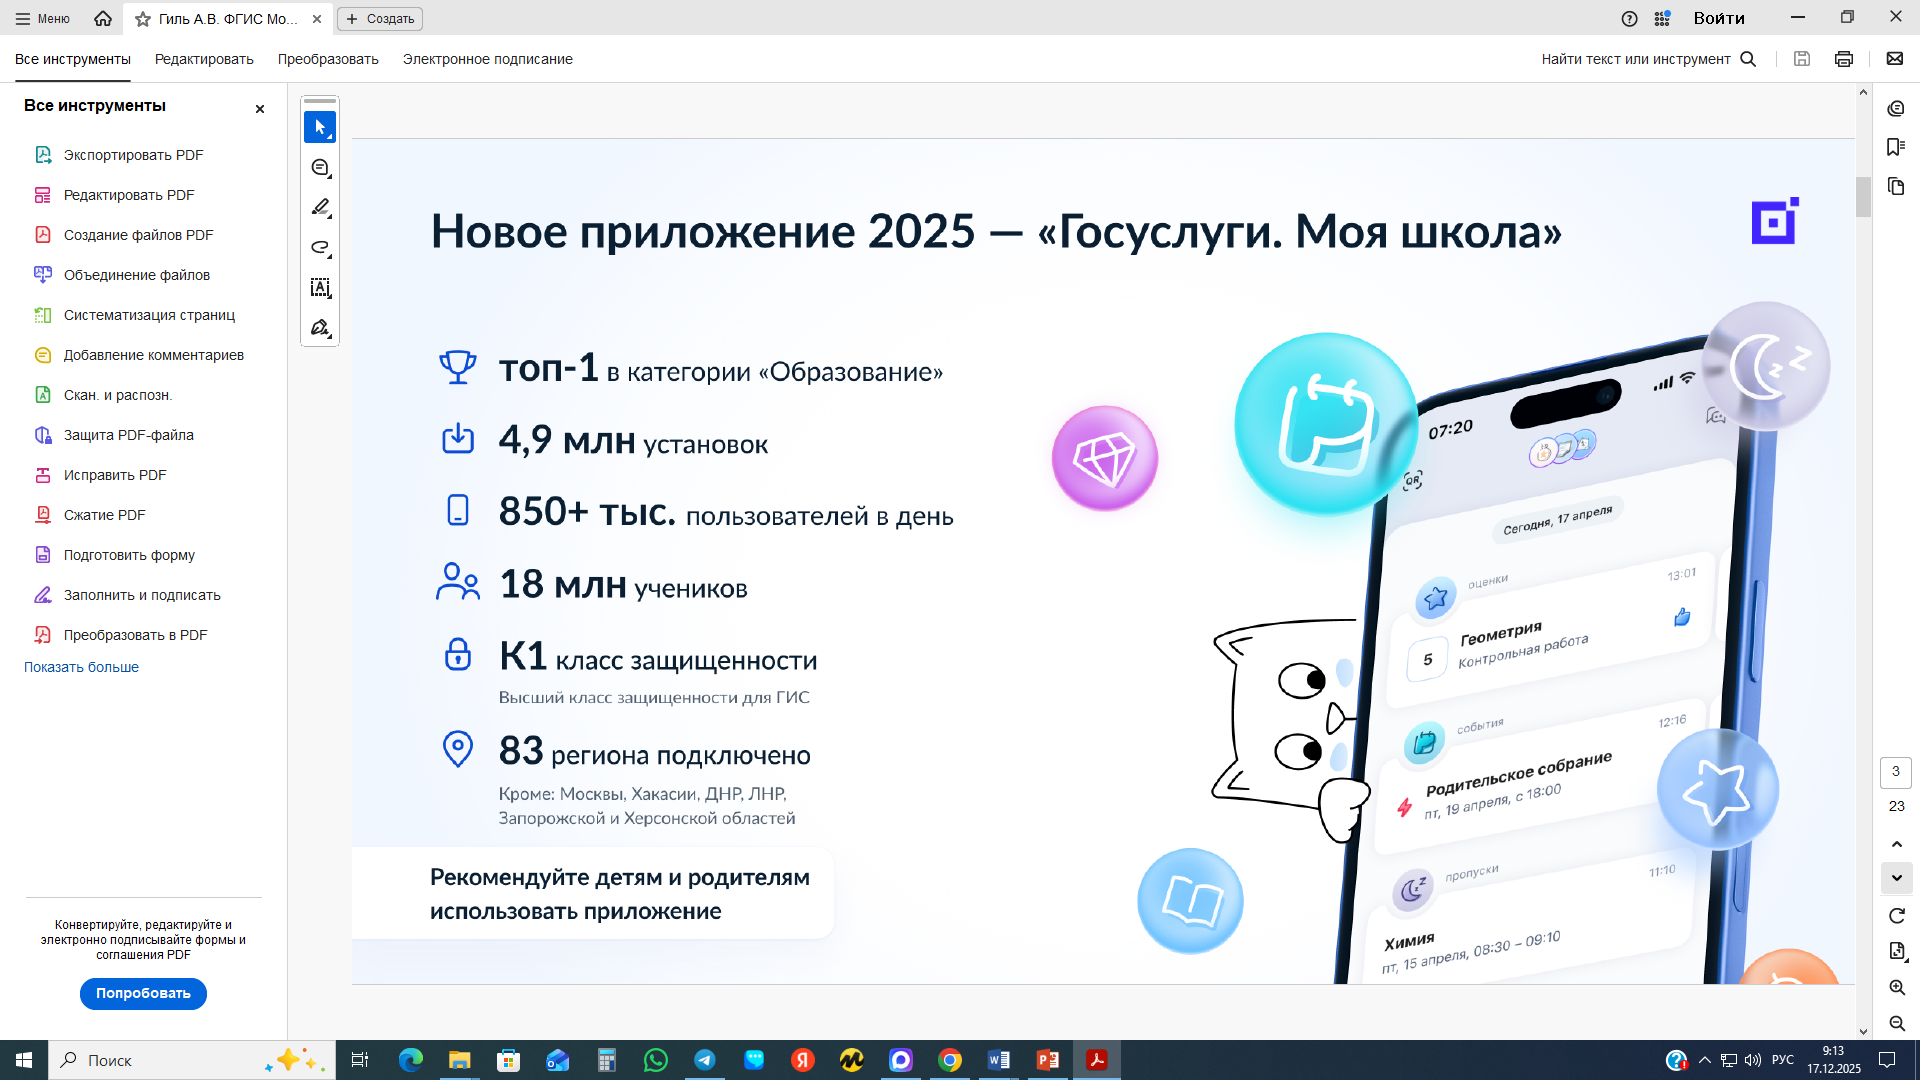 Меню
Гиль А.В. ФГИС Мо...
Создать
Войти
Все инструменты
Редактировать
Преобразовать
Электронное подписание
Найти текст или инструмент
Все инструменты
Экспортировать PDF
Редактировать PDF
Создание файлов PDF
Объединение файлов
Систематизация страниц
Добавление комментариев
Скан. и распозн.
Защита PDF-файла
Исправить PDF
Сжатие PDF
Подготовить форму
Заполнить и подписать
Преобразовать в PDF
Показать больше
Конвертируйте, редактируйте и
электронно подписывайте формы и
соглашения PDF
Попробовать
Новое приложение 2025 — «Госуслуги. Моя школа»
топ-1 в категории «Образование»
4,9 млн установок
850+ тыс. пользователей в день
18 млн учеников
К1 класс защищенности
Высший класс защищенности для ГИС
83 региона подключено
Кроме: Москвы, Хакасии, ДНР, ЛНР,
Запорожской и Херсонской областей
Рекомендуйте детям и родителям
использовать приложение
07:20
QR
Сегодня, 17 апреля
оценки
13:01
5
Геометрия
Контрольная работа
события
12:16
Родительское собрание
пт, 19 апреля, с 18:00
пропуски
11:10
Химия
пт, 15 апреля, 08:30 – 09:10
3
23
Поиск
РУС
9:13
17.12.2025